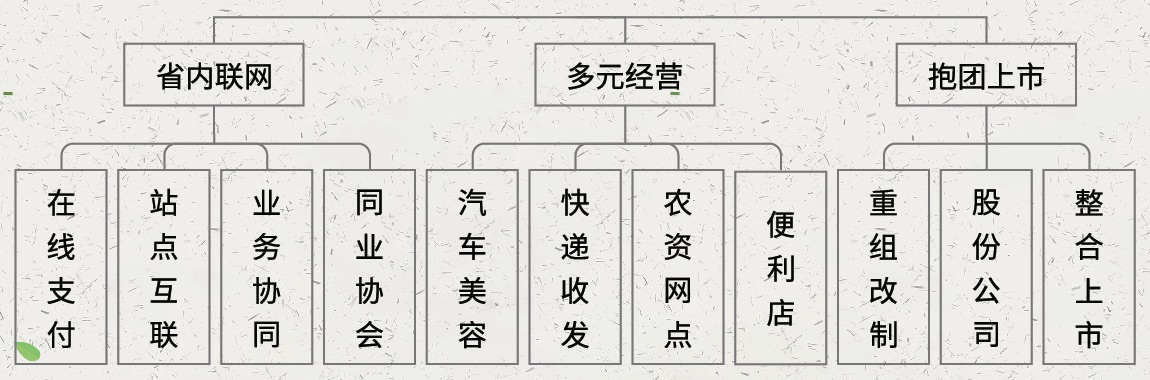 省内联网
多元经营
抱团上市
在线支付
站点互联
业务协同
同业协会
汽车美容
快递收发
农资网点
便利店
重组改制
股份公司
整合上市